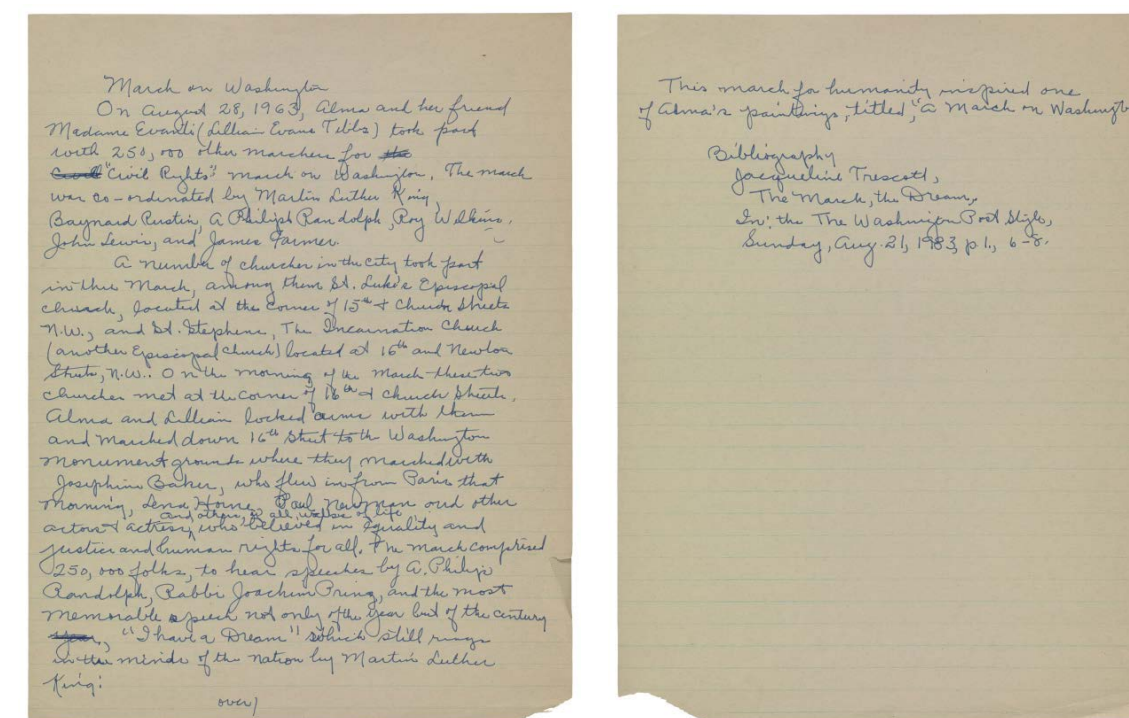 March on Washington
On August 28, 1963, Alma and her friend
Madame Evanti (Lillian Evans Tibbs) took part
with 250,000 other marchers for the
"Civil Rights" march on Washington. The march
was co-ordinated by Martin Luther King,
Baynard Rustin, A Philiph Randolph, Roy Wilkins,
John Lewis, and James Farmer.
A number of churches in the city took part
in this March, among them St. Luke's Episcopal
church, located at the corner of 15th & Church Streets
N.W., and St. Stephens, The Incarnation Church
(another Episcopal Church) located at 16th and Newton
Streets, N.W.. On the morning of the march these two
churches met at the corner of 16th & Church Streets.
Alma and Lillian locked arms with them
and marched down 16th Street to the Washington
monument grounds where they marched with
Josephine Baker, who flew in from Paris that
morning, Lena Horne, Paul Newman and other
and others, in all walks of life
actors & actress, who believed in equality and
justice and human rights for all. The march comprised
250,000 folks, to hear speeches by A. Philip
Randolph, Rabbi Joachim Prinz, and the most
memorable speech not only of the year but of the century
year, "I have a Dream" which still rings
in the minds of the nation by Martin Luther
King:
over)
This march for humanity inspired one
of Alma's paintings, titled, "A March on Washingt
Bibliography
Jacqueline Trescott,
The March, the Dream,
In: the The Washington Post Style,
Sunday, Aug. 21, 1983, p 1., 6-8.